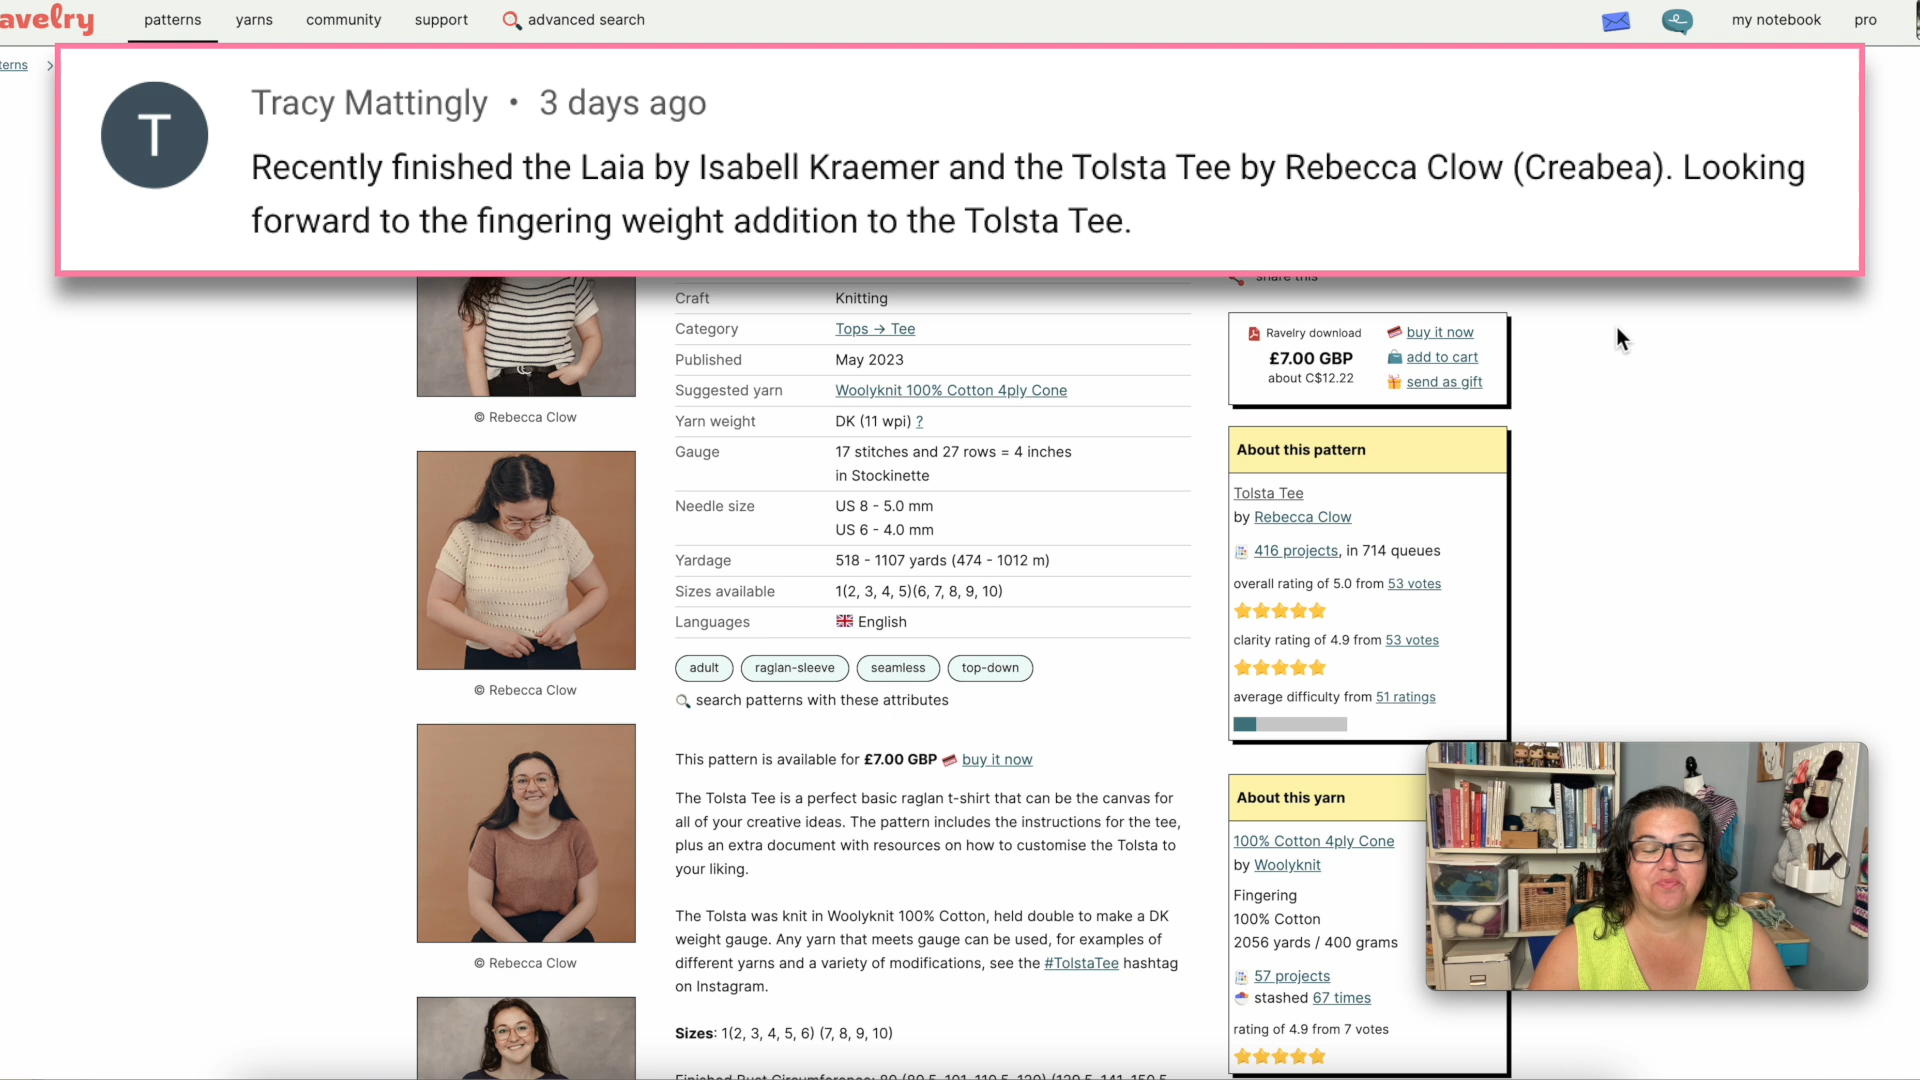 avelry
patterns
yarns
community
support
advanced search
my notebook
pro
terns
T
Tracy Mattingly • 3 days ago
Recently finished the Laia by Isabell Kraemer and the Tolsta Tee by Rebecca Clow (Creabea). Looking
forward to the fingering weight addition to the Tolsta Tee.
© Rebecca Clow
© Rebecca Clow
© Rebecca Clow
Craft Knitting
Category Tops → Tee
Published May 2023
Suggested yarn Woolyknit 100% Cotton 4ply Cone
Yarn weight DK (11 wpi) ?
Gauge 17 stitches and 27 rows = 4 inches
in Stockinette
Needle size US 8 - 5.0 mm
US 6 - 4.0 mm
Yardage 518 - 1107 yards (474 - 1012 m)
Sizes available 1(2, 3, 4, 5)(6, 7, 8, 9, 10)
Languages English
adult raglan-sleeve seamless top-down
search patterns with these attributes
This pattern is available for £7.00 GBP buy it now
The Tolsta Tee is a perfect basic raglan t-shirt that can be the canvas for
all of your creative ideas. The pattern includes the instructions for the tee,
plus an extra document with resources on how to customise the Tolsta to
your liking.
The Tolsta was knit in Woolyknit 100% Cotton, held double to make a DK
weight gauge. Any yarn that meets gauge can be used, for examples of
different yarns and a variety of modifications, see the #TolstaTee hashtag
on Instagram.
Sizes: 1(2, 3, 4, 5, 6) (7, 8, 9, 10)
share this
Ravelry download
£7.00 GBP
about C$12.22
buy it now
add to cart
send as gift
About this pattern
Tolsta Tee
by Rebecca Clow
416 projects, in 714 queues
overall rating of 5.0 from 53 votes
clarity rating of 4.9 from 53 votes
average difficulty from 51 ratings
About this yarn
100% Cotton 4ply Cone
by Woolyknit
Fingering
100% Cotton
2056 yards / 400 grams
57 projects
stashed 67 times
rating of 4.9 from 7 votes